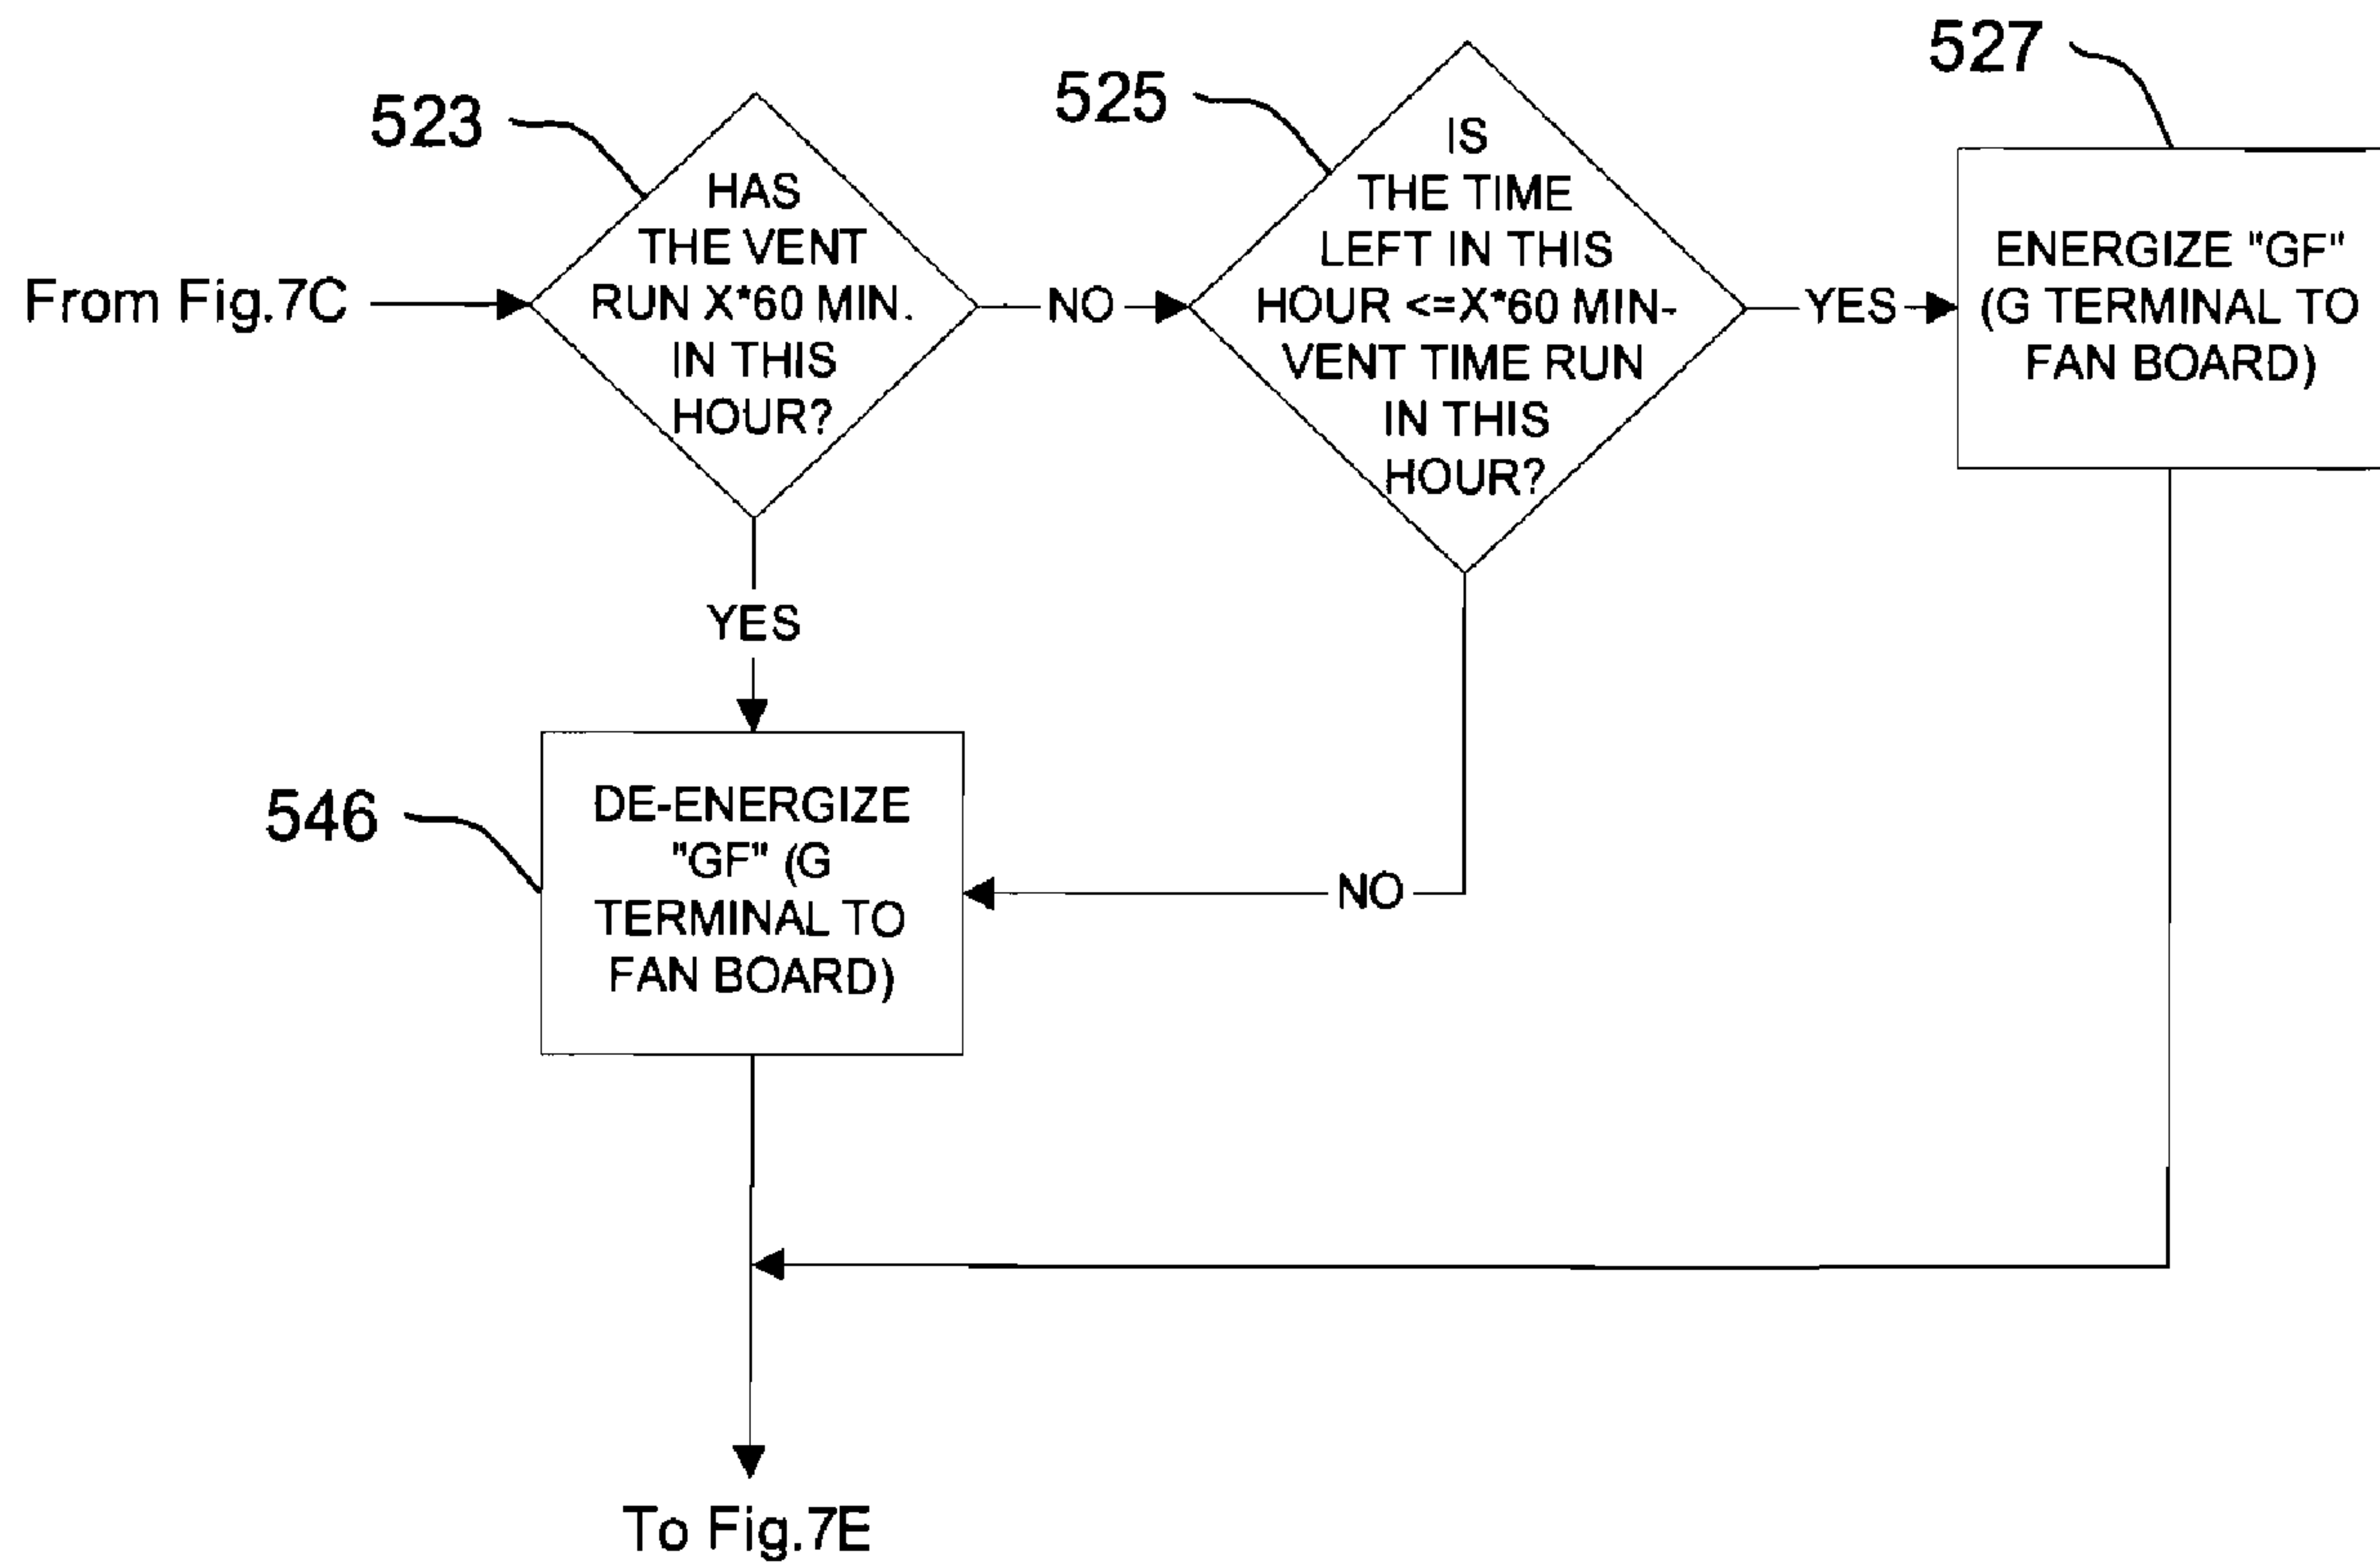 523
HAS
THE VENT
RUN X*60 MIN.
IN THIS
HOUR?
From Fig.7C
NO
525
IS
THE TIME
LEFT IN THIS
HOUR <=X*60 MIN-
VENT TIME RUN
IN THIS
HOUR?
YES
527
ENERGIZE "GF"
(G TERMINAL TO
FAN BOARD)
YES
546
DE-ENERGIZE
"GF" (G
TERMINAL TO
FAN BOARD)
NO
To Fig.7E